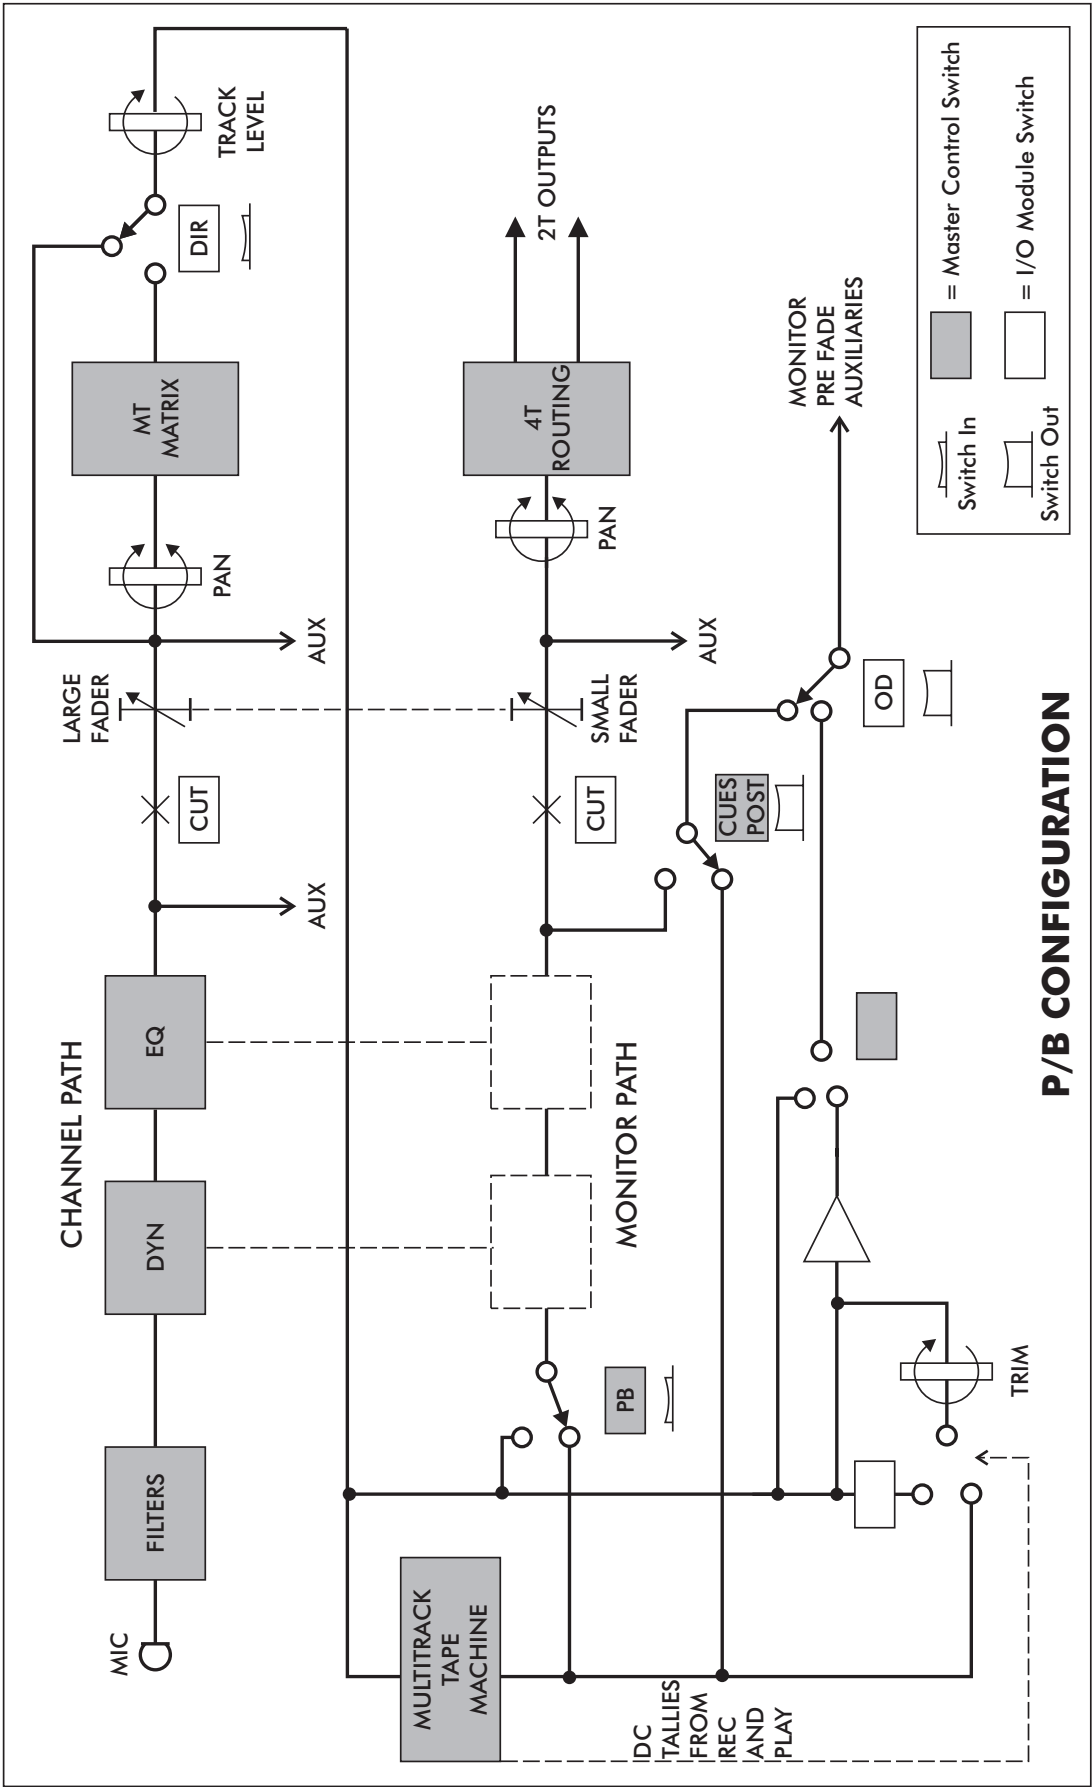 CHANNEL PATH
MIC
FILTERS
DYN
EQ
AUX
CUT
LARGE
FADER
AUX
PAN
MT
MATRIX
DIR
TRACK
LEVEL
MULTITRACK
TAPE
MACHINE
PB
MONITOR PATH
CUT
SMALL
FADER
AUX
PAN
4T
ROUTING
2T OUTPUTS
DC
TALLIES
FROM
REC
AND
PLAY
CUES
POST
OD
MONITOR
PRE FADE
AUXILIARIES
TRIM
P/B CONFIGURATION
Switch In
= Master Control Switch
Switch Out
= I/O Module Switch